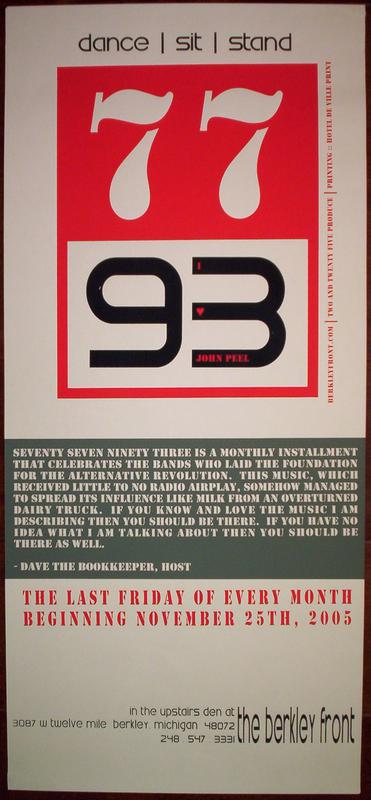 dance | sit | stand
77
93
I
♥
JOHN PEEL
BERKLEYFRONT.COM | TWO AND TWENTY FIVE PRODUCE | PRINTING :: HOTEL DE VILLE PRINT
SEVENTY SEVEN NINETY THREE IS A MONTHLY INSTALLMENT
THAT CELEBRATES THE BANDS WHO LAID THE FOUNDATION
FOR THE ALTERNATIVE REVOLUTION. THIS MUSIC, WHICH
RECEIVED LITTLE TO NO RADIO AIRPLAY, SOMEHOW MANAGED
TO SPREAD ITS INFLUENCE LIKE MILK FROM AN OVERTURNED
DAIRY TRUCK. IF YOU KNOW AND LOVE THE MUSIC I AM
DESCRIBING THEN YOU SHOULD BE THERE. IF YOU HAVE NO
IDEA WHAT I AM TALKING ABOUT THEN YOU SHOULD BE
THERE AS WELL.
- DAVE THE BOOKKEEPER, HOST
THE LAST FRIDAY OF EVERY MONTH
BEGINNING NOVEMBER 25TH, 2005
in the upstairs den at
3087 w twelve mile berkley. michigan 48072
248 547 3331
the berkley front